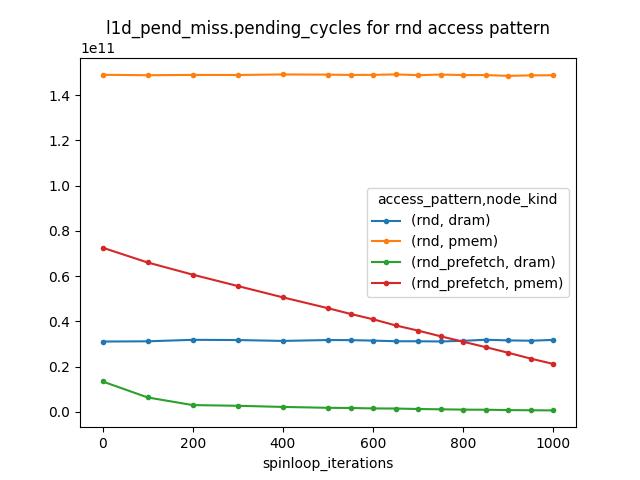 l1d_pend_miss.pending_cycles for rnd access pattern
1e11
1.4
1.2
1.0
0.8
0.6
0.4
0.2
0.0
access_pattern,node_kind
(rnd, dram)
(rnd, pmem)
(rnd_prefetch, dram)
(rnd_prefetch, pmem)
0 200 400 600 800 1000
spinloop_iterations